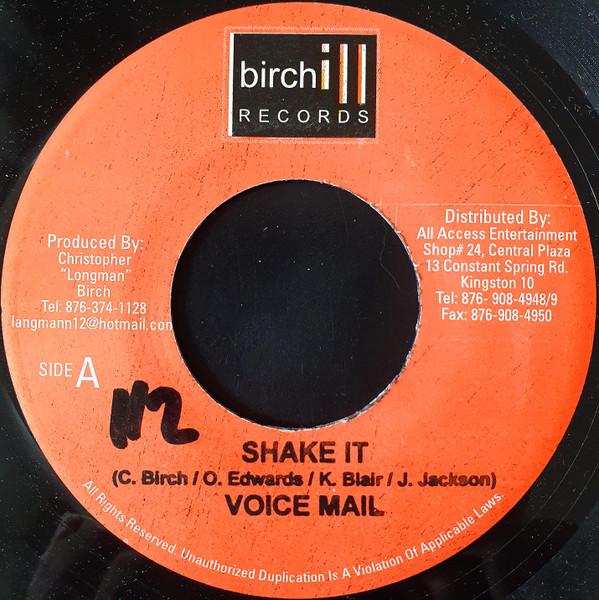 birchill
RECORDS
Produced By:
Christopher
"Longman"
Birch
Tel: 876-374-1128
langmann12@hotmail.com
Distributed By:
All Access Entertainment
Shop# 24, Central Plaza
13 Constant Spring Rd.
Kingston 10
Tel: 876- 908-4948/9
Fax: 876-908-4950
SIDE A
112
SHAKE IT
(C. Birch / O. Edwards / K. Blair / J. Jackson)
VOICE MAIL
All Rights Reserved. Unauthorized Duplication Is A Violation Of Applicable Laws.